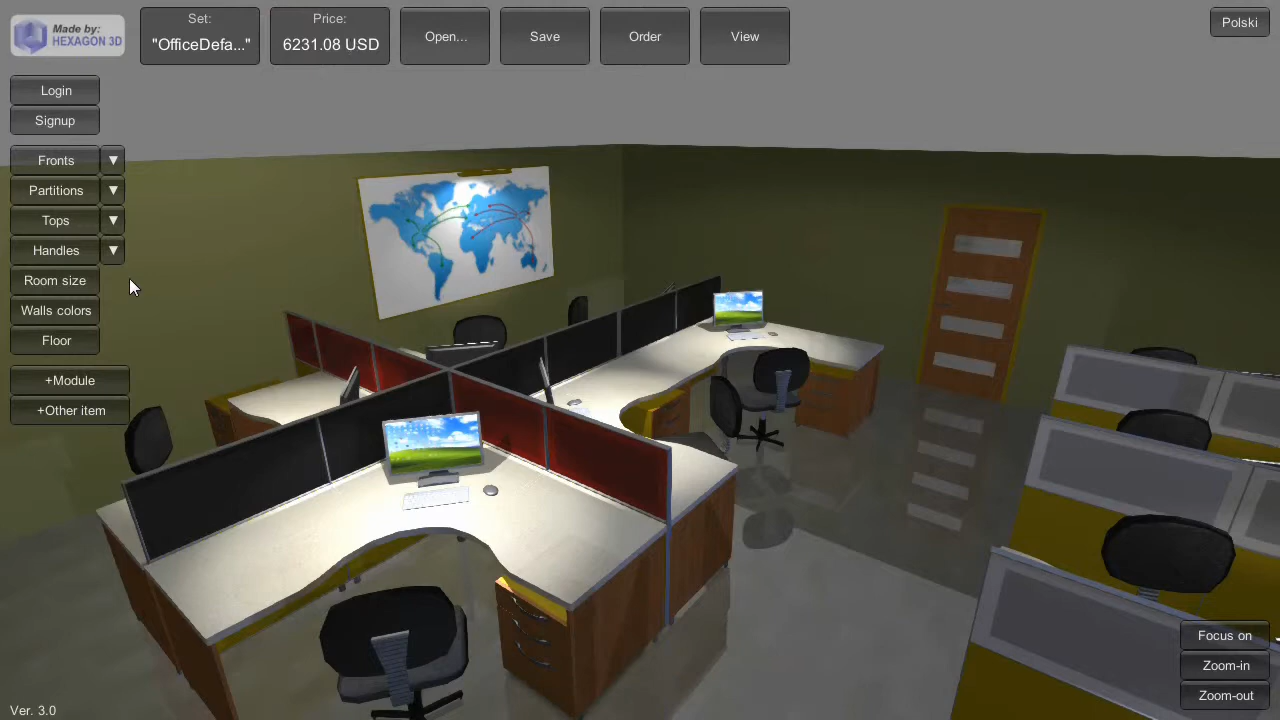 Made by:
HEXAGON 3D
Set:
"OfficeDefa..."
Price:
6231.08 USD
Open...
Save
Order
View
Polski
Login
Signup
Fronts ▼
Partitions ▼
Tops ▼
Handles ▼
Room size
Walls colors
Floor
+Module
+Other item
Focus on
Zoom-in
Zoom-out
Ver. 3.0